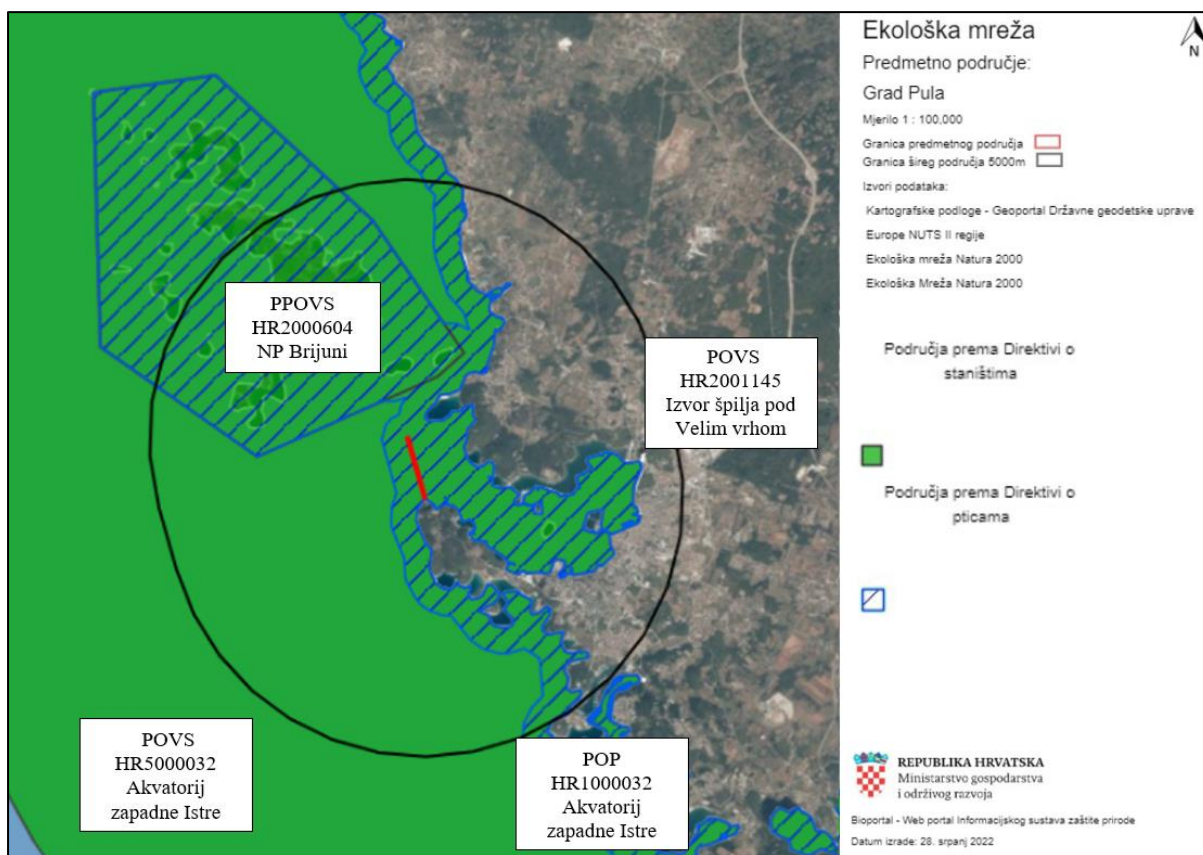 PPOVS
HR2000604
NP Brijuni
POVS
HR2001145
Izvor špilja pod
Velim vrhom
POVS
HR5000032
Akvatorij
zapadne Istre
POP
HR1000032
Akvatorij
zapadne Istre
Ekološka mreža
N
Predmetno područje:
Grad Pula
Mjerilo 1 : 100,000
Granica predmetnog područja
Granica šireg područja 5000m
Izvori podataka:
Kartografske podloge - Geoportal Državne geodetske uprave
Europe NUTS II regije
Ekološka mreža Natura 2000
Ekološka Mreža Natura 2000
Područja prema Direktivi o
staništima
Područja prema Direktivi o
pticama
REPUBLIKA HRVATSKA
Ministarstvo gospodarstva
i održivog razvoja
Bioportal - Web portal Informacijskog sustava zaštite prirode
Datum izrade: 28. srpanj 2022